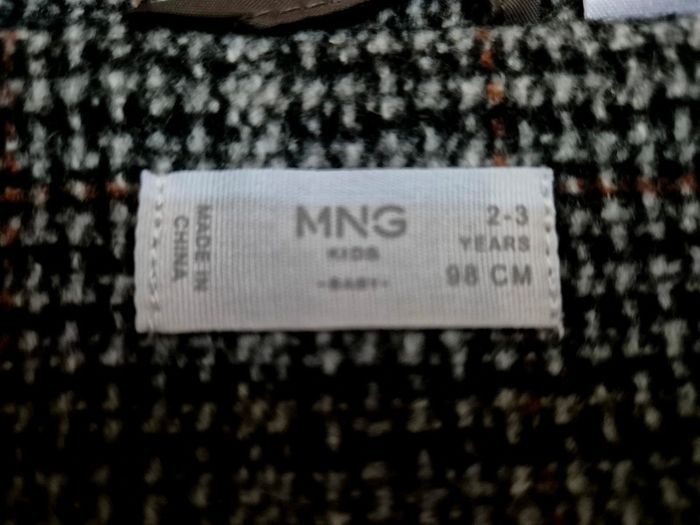 MADE IN
CHINA
MNG
KIDS
-BABY-
2-3
YEARS
98 CM